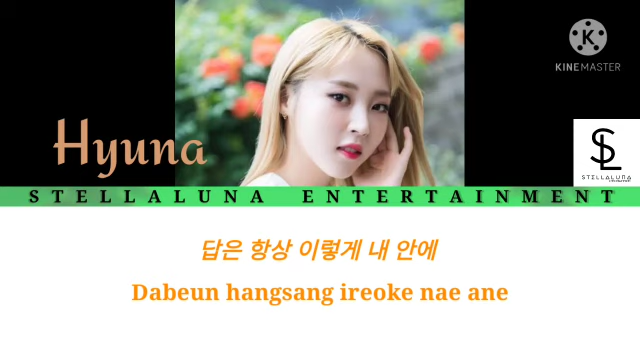 KINEMASTER
Hyuna
SL
STELLALUNA
STELLALUNA ENTERTAINMENT
답은 항상 이렇게 내 안에
Dabeun hangsang ireoke nae ane